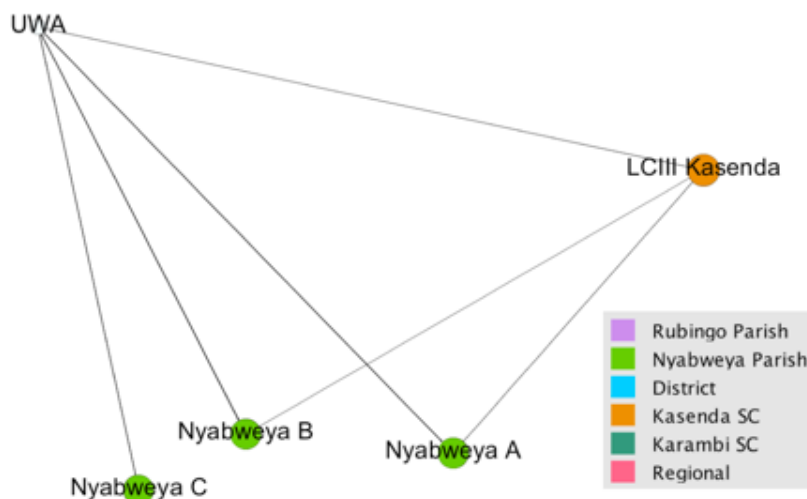 UWA
LCIII Kasenda
Rubingo Parish
Nyabweya Parish
District
Kasenda SC
Karambi SC
Regional
Nyabweya B
Nyabweya A
Nyabweya C